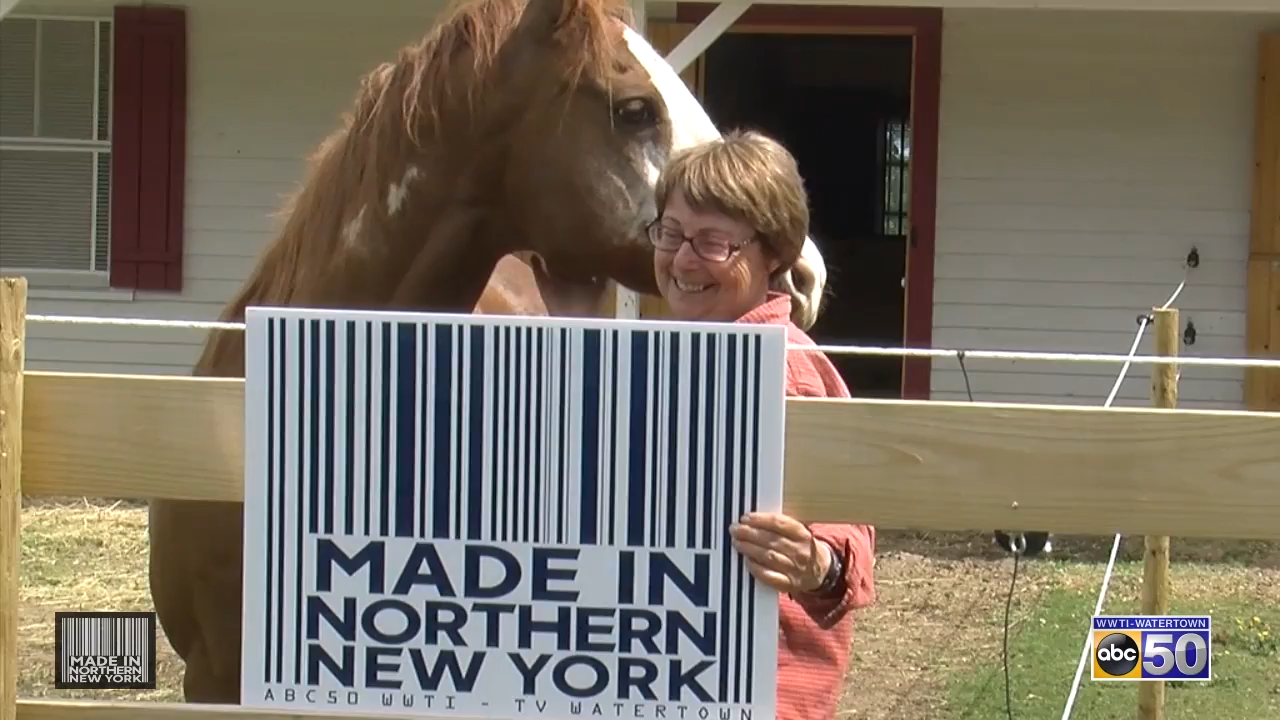 MADE IN
NORTHERN
NEW YORK
ABC50 WWTI - TV WATERTOWN
MADE IN
NORTHERN
NEW YORK
WWTI-WATERTOWN
abc 50